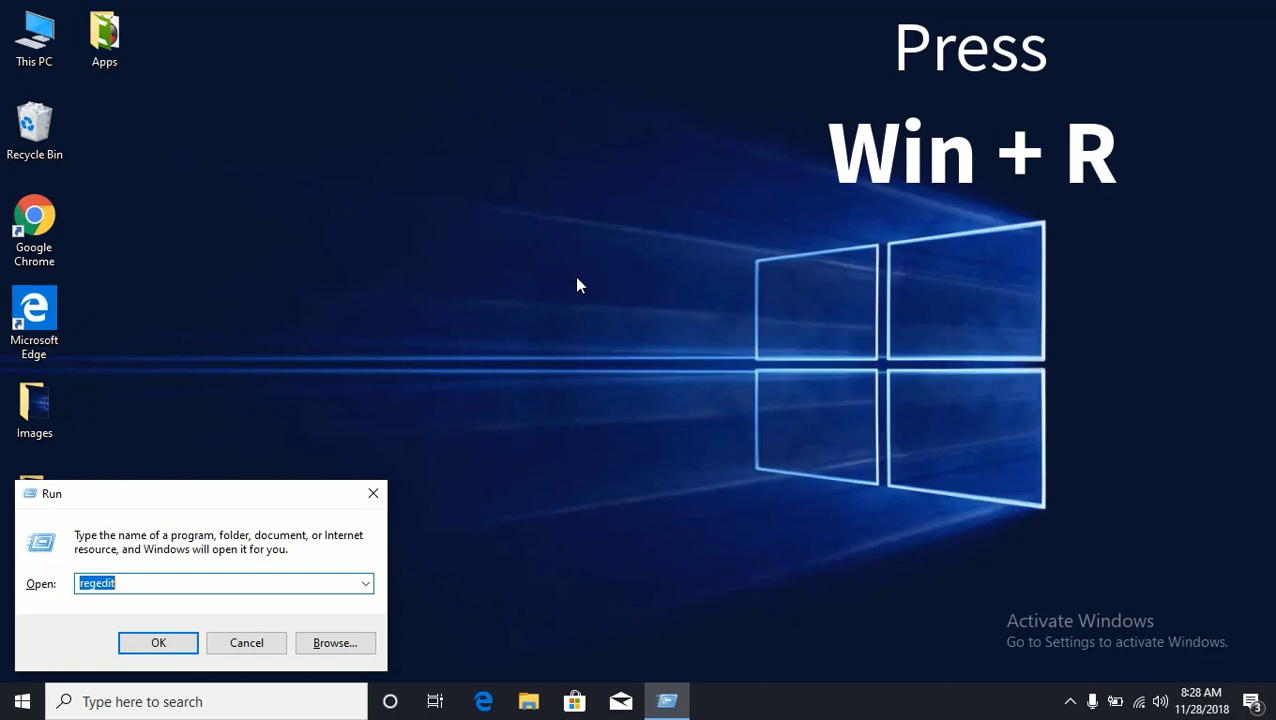 Press
Win + R
This PC
Apps
Recycle Bin
Google
Chrome
Microsoft
Edge
Images
Run
Type the name of a program, folder, document, or Internet
resource, and Windows will open it for you.
Open:
regedit
OK
Cancel
Browse...
Activate Windows
Go to Settings to activate Windows.
Type here to search
8:28 AM
11/28/2018
3